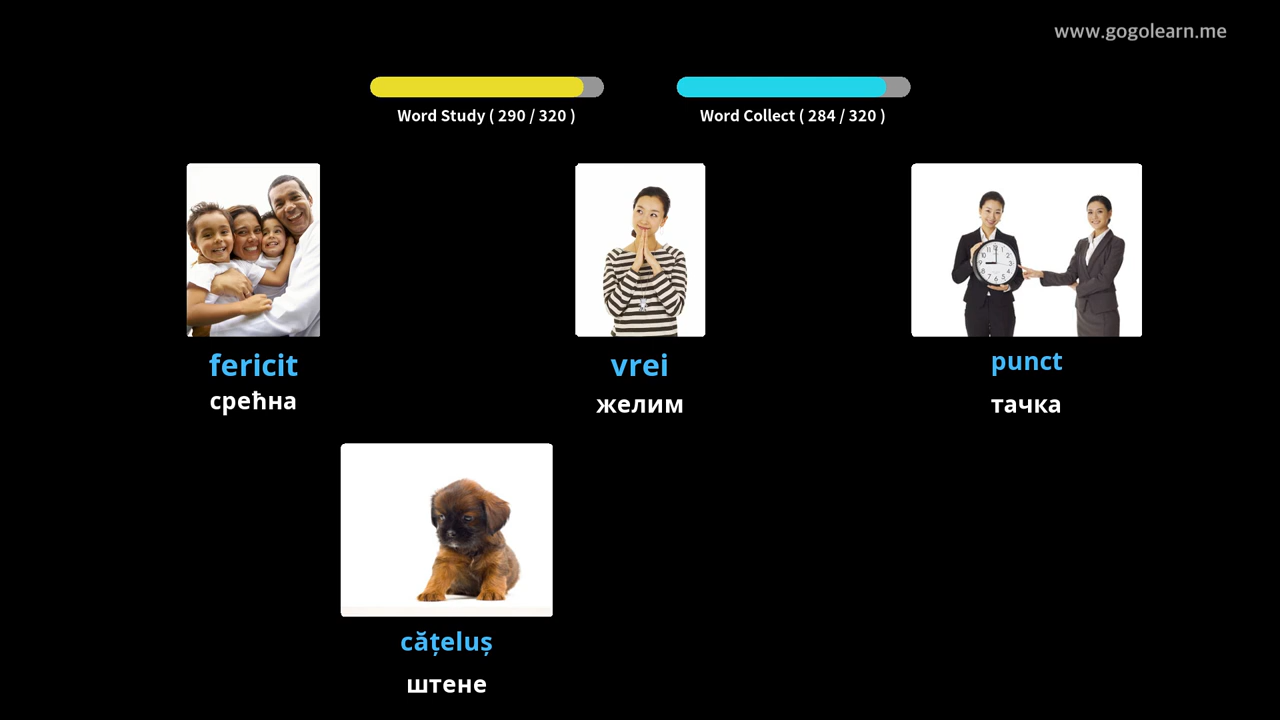 www.gogolearn.me
Word Study ( 290 / 320 )
Word Collect ( 284 / 320 )
fericit
срећна
vrei
желим
punct
тачка
cățeluș
штене